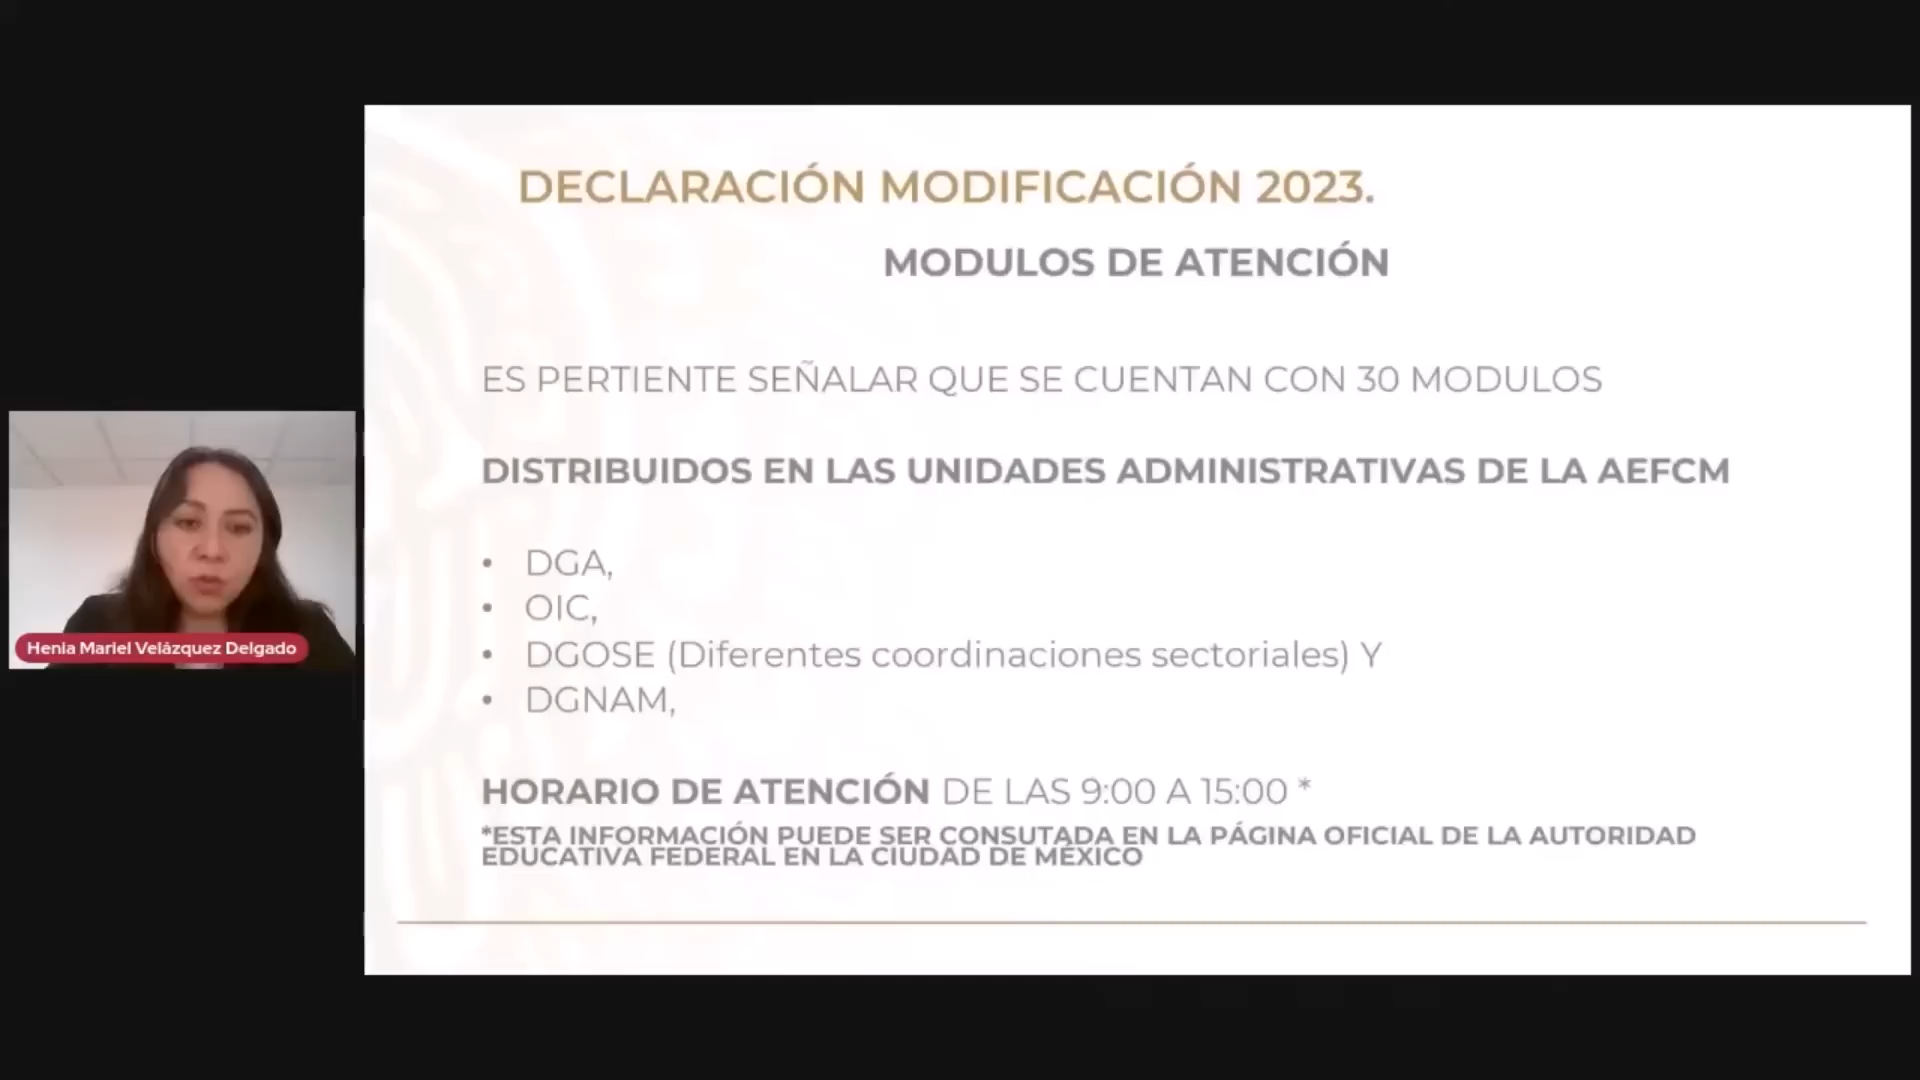 DECLARACIÓN MODIFICACIÓN 2023.
MODULOS DE ATENCIÓN
ES PERTIENTE SEÑALAR QUE SE CUENTAN CON 30 MODULOS
DISTRIBUIDOS EN LAS UNIDADES ADMINISTRATIVAS DE LA AEFCM
• DGA,
• OIC,
• DGOSE (Diferentes coordinaciones sectoriales) Y
• DGNAM,
HORARIO DE ATENCIÓN DE LAS 9:00 A 15:00 *
*ESTA INFORMACIÓN PUEDE SER CONSUTADA EN LA PÁGINA OFICIAL DE LA AUTORIDAD
EDUCATIVA FEDERAL EN LA CIUDAD DE MÉXICO
Henia Mariel Velázquez Delgado